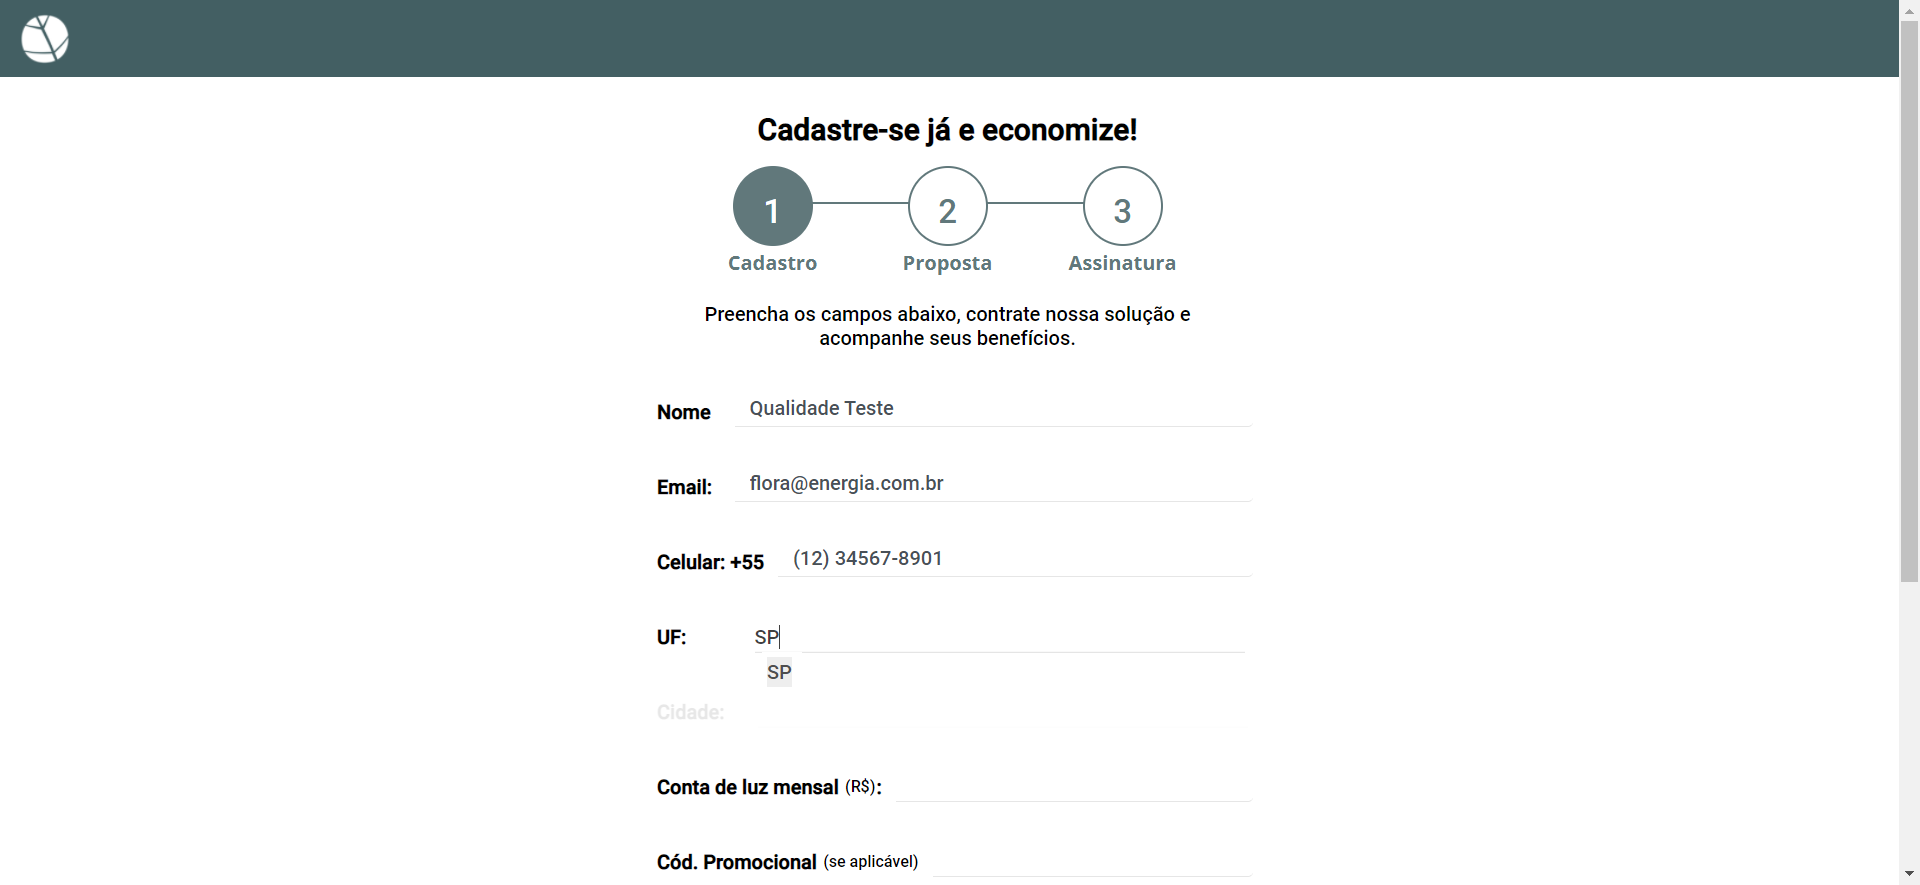 Cadastre-se já e economize!
1
2
3
Cadastro
Proposta
Assinatura
Preencha os campos abaixo, contrate nossa solução e
acompanhe seus benefícios.
Nome Qualidade Teste
Email: flora@energia.com.br
Celular: +55 (12) 34567-8901
UF: SP
SP
Cidade:
Conta de luz mensal (R$):
Cód. Promocional (se aplicável)